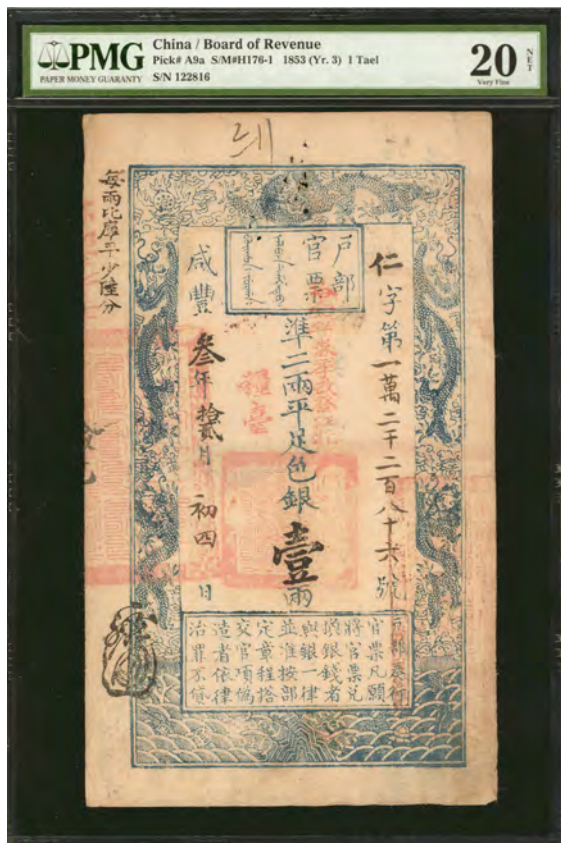 PMG
PAPER MONEY GUARANTY
China / Board of Revenue
Pick# A9a S/M#H176-1 1853 (Yr. 3) 1 Tael
S/N 122816
20 NET
Very Fine
戶部
官票
仁字第一萬二千二百八十六號
準二兩平足色銀壹兩
咸豐叁年拾貳月初四日
每兩比庫平少陸分
戶部奏行
官票凡願
將官票兌
換銀錢者
與銀一律
並准按部
定章程搭
交官項偽
造者依律
治罪不貸